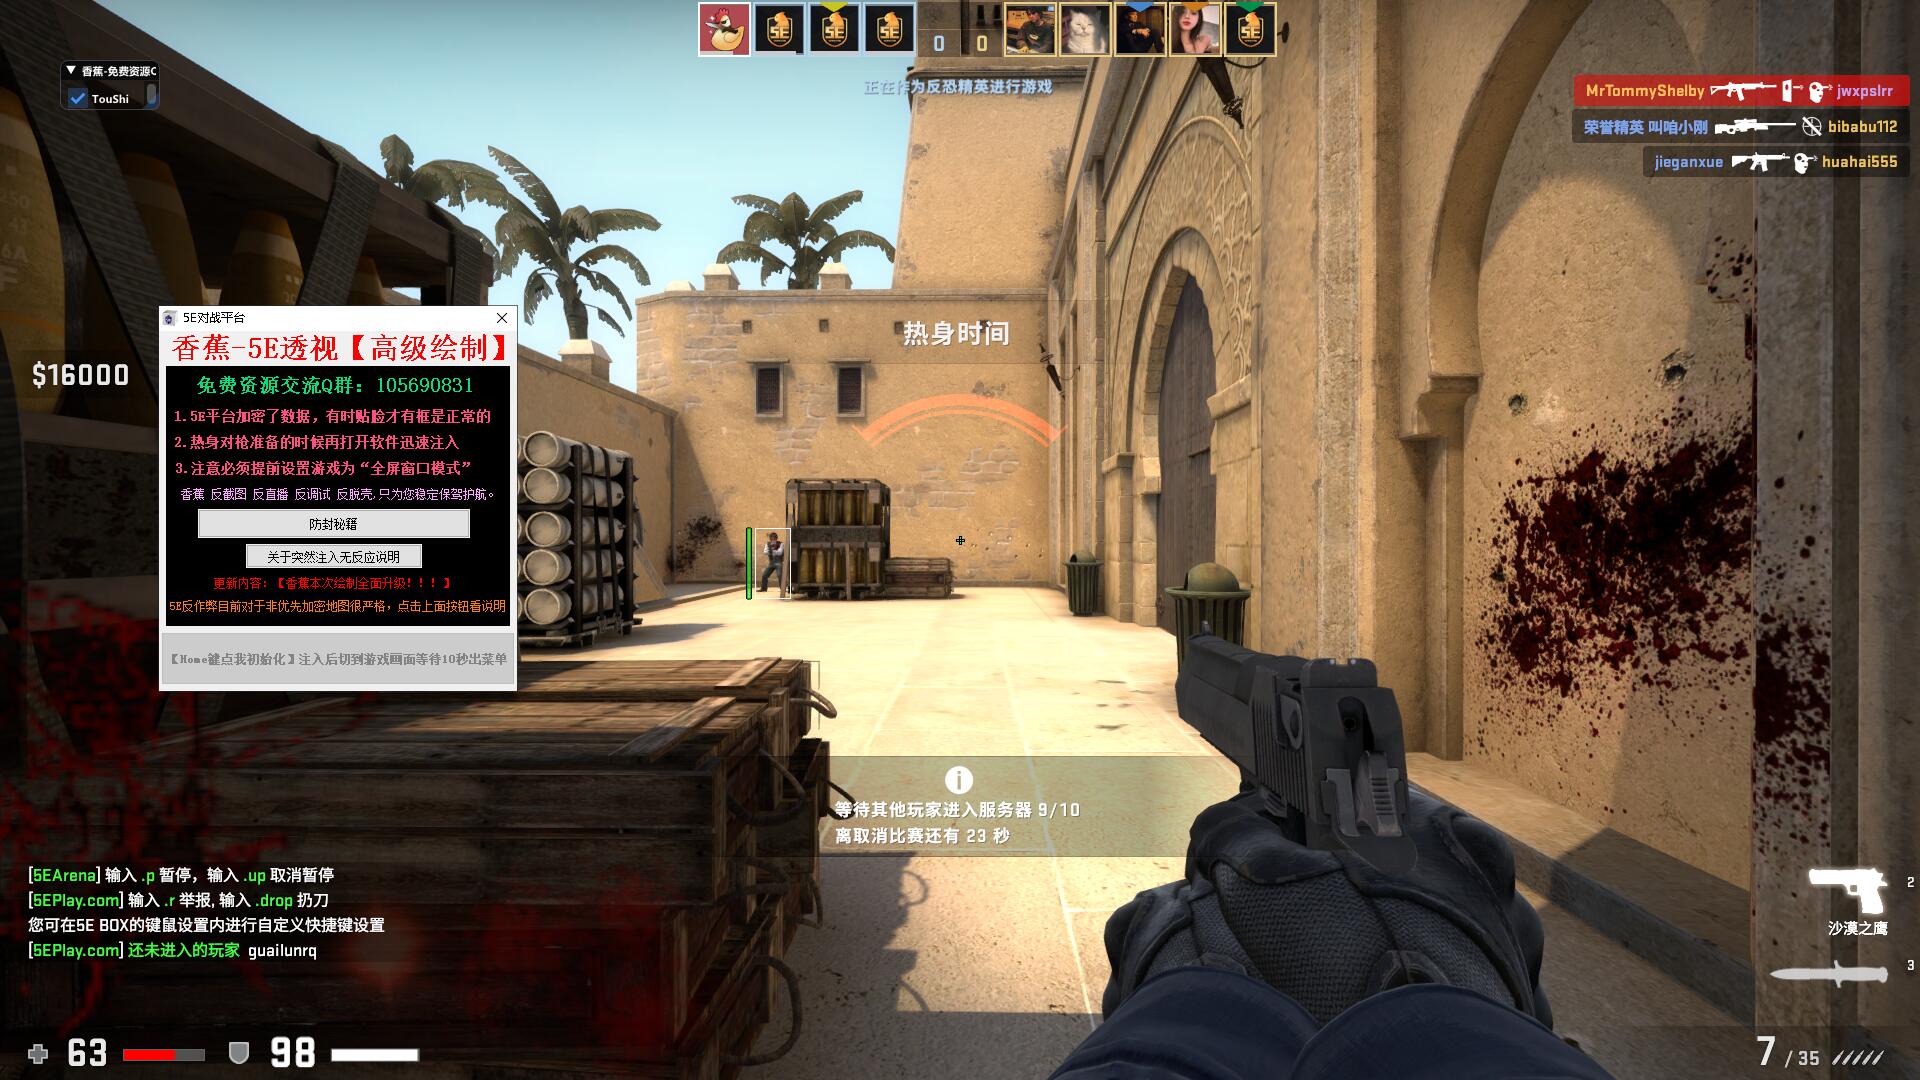 0 0
正在作为反恐精英进行游戏
香蕉-免费资源C
TouShi
MrTommyShelby jwxpslrr
荣誉精英 叫咱小刚 bibabu112
jieganxue huahai555
热身时间
$16000
5E对战平台
香蕉-5E透视【高级绘制】
免费资源交流Q群：105690831
1.5E平台加密了数据，有时贴脸才有框是正常的
2.热身对枪准备的时候再打开软件迅速注入
3.注意必须提前设置游戏为“全屏窗口模式”
香蕉 反截图 反直播 反调试 反脱壳,只为您稳定保驾护航。
防封秘籍
关于突然注入无反应说明
更新内容：【香蕉本次绘制全面升级！！！】
5E反作弊目前对于非优先加密地图很严格，点击上面按钮看说明
【Home键点我初始化】注入后切到游戏画面等待10秒出菜单
等待其他玩家进入服务器 9/10
离取消比赛还有 23 秒
[5EArena] 输入 .p 暂停，输入 .up 取消暂停
[5EPlay.com] 输入 .r 举报, 输入 .drop 扔刀
您可在5E BOX的键鼠设置内进行自定义快捷键设置
[5EPlay.com] 还未进入的玩家 guailunrq
2
沙漠之鹰
3
63 98
7 / 35